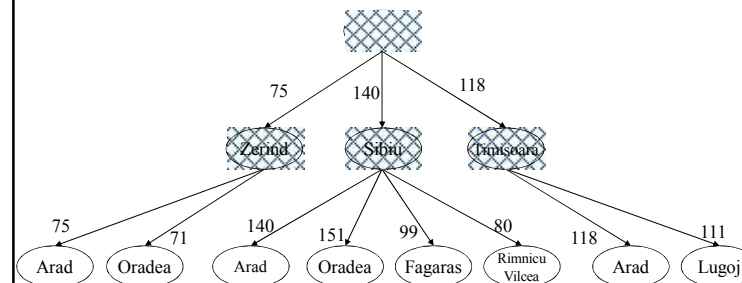 75
140
118
Zerind
Sibiu
Timisoara
75
71
140
151
99
80
118
111
Arad
Oradea
Arad
Oradea
Fagaras
Rimnicu
Vilcea
Arad
Lugoj